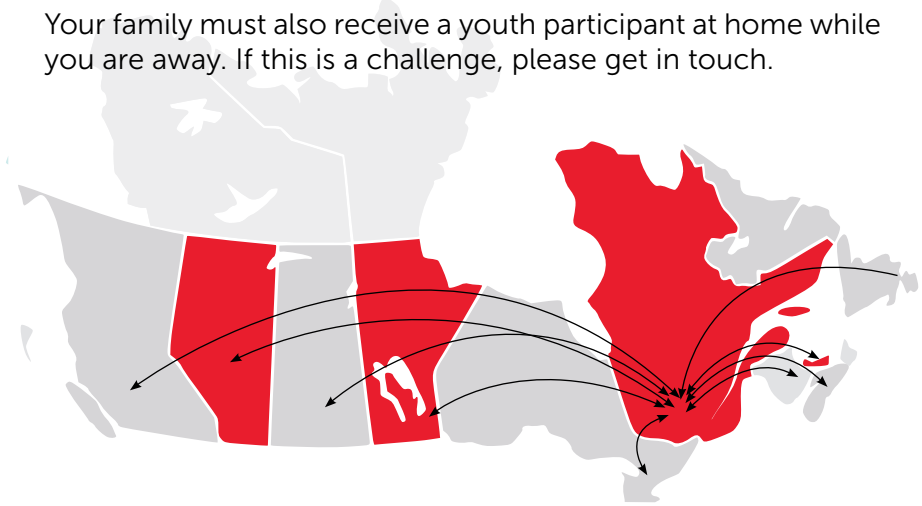 Your family must also receive a youth participant at home while
you are away. If this is a challenge, please get in touch.